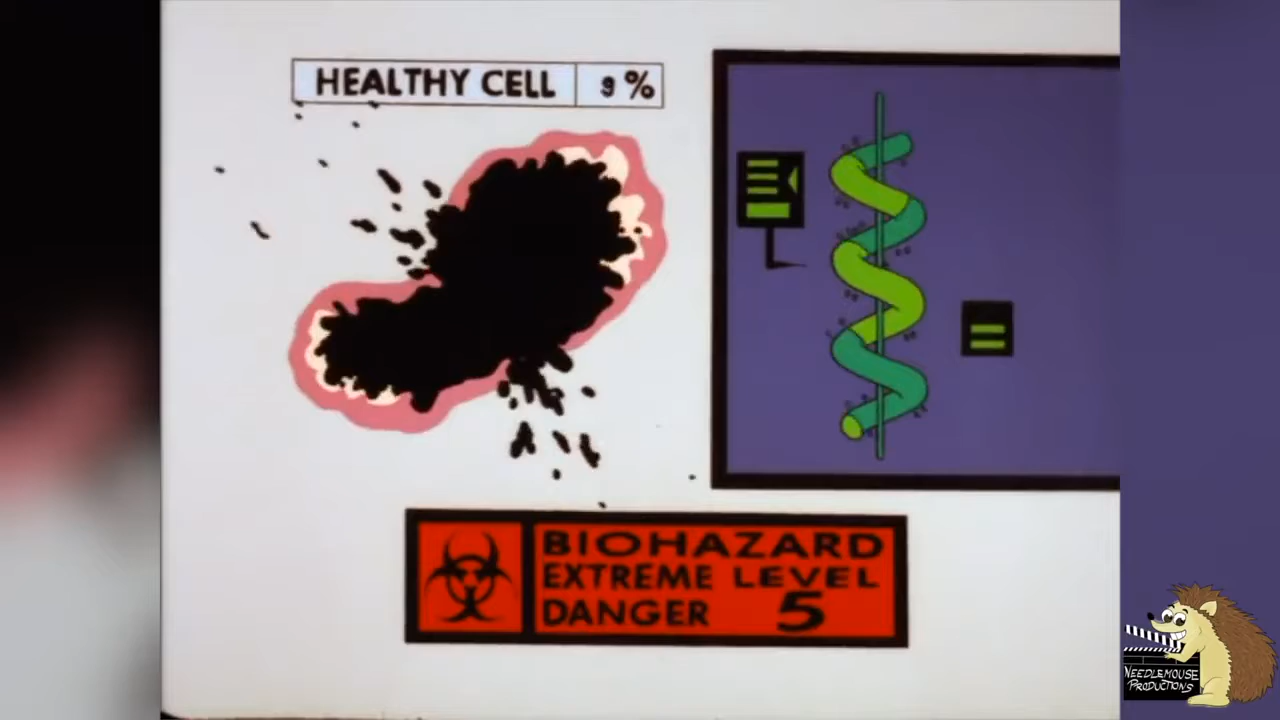 HEALTHY CELL 9 %
BIOHAZARD
EXTREME LEVEL
DANGER 5
NEEDLEMOUSE
PRODUCTIONS